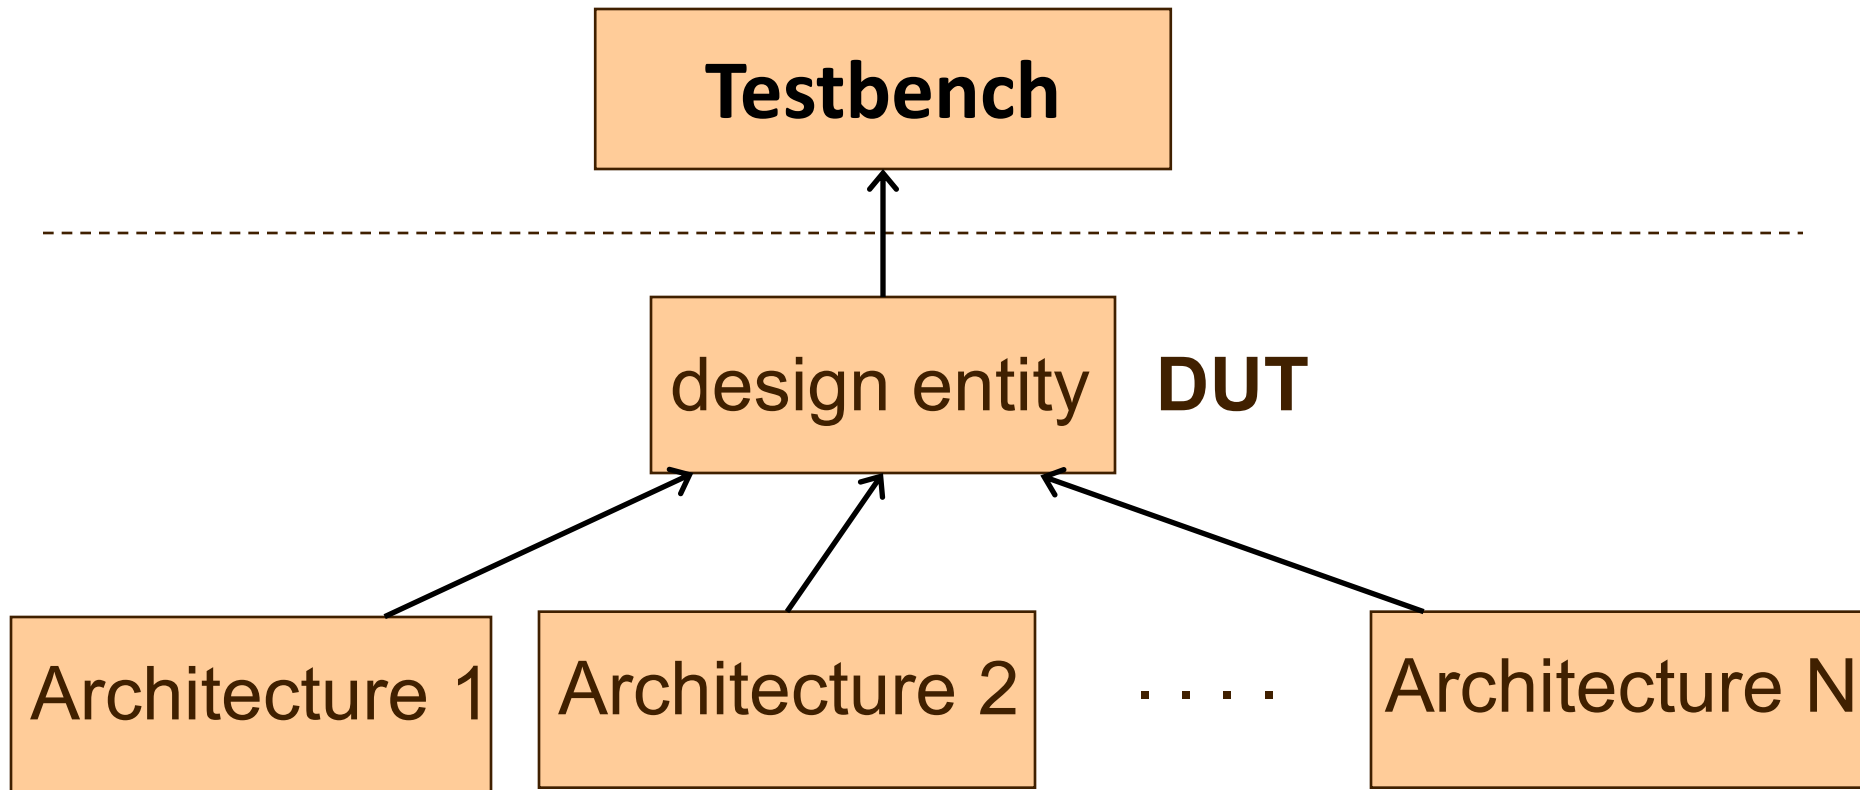 Testbench
design entity
DUT
Architecture 1
Architecture 2
. . . .
Architecture N